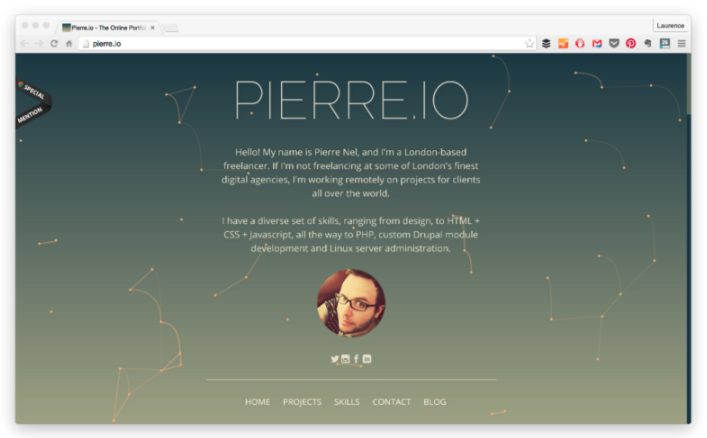 Pierre.io - The Online Portfo
Laurence
pierre.io
SPECIAL
MENTION
PIERRE.IO
Hello! My name is Pierre Nel, and I'm a London-based
freelancer. If I'm not freelancing at some of London's finest
digital agencies, I'm working remotely on projects for clients
all over the world.
I have a diverse set of skills, ranging from design, to HTML +
CSS + Javascript, all the way to PHP, custom Drupal module
development and Linux server administration.
HOME PROJECTS SKILLS CONTACT BLOG